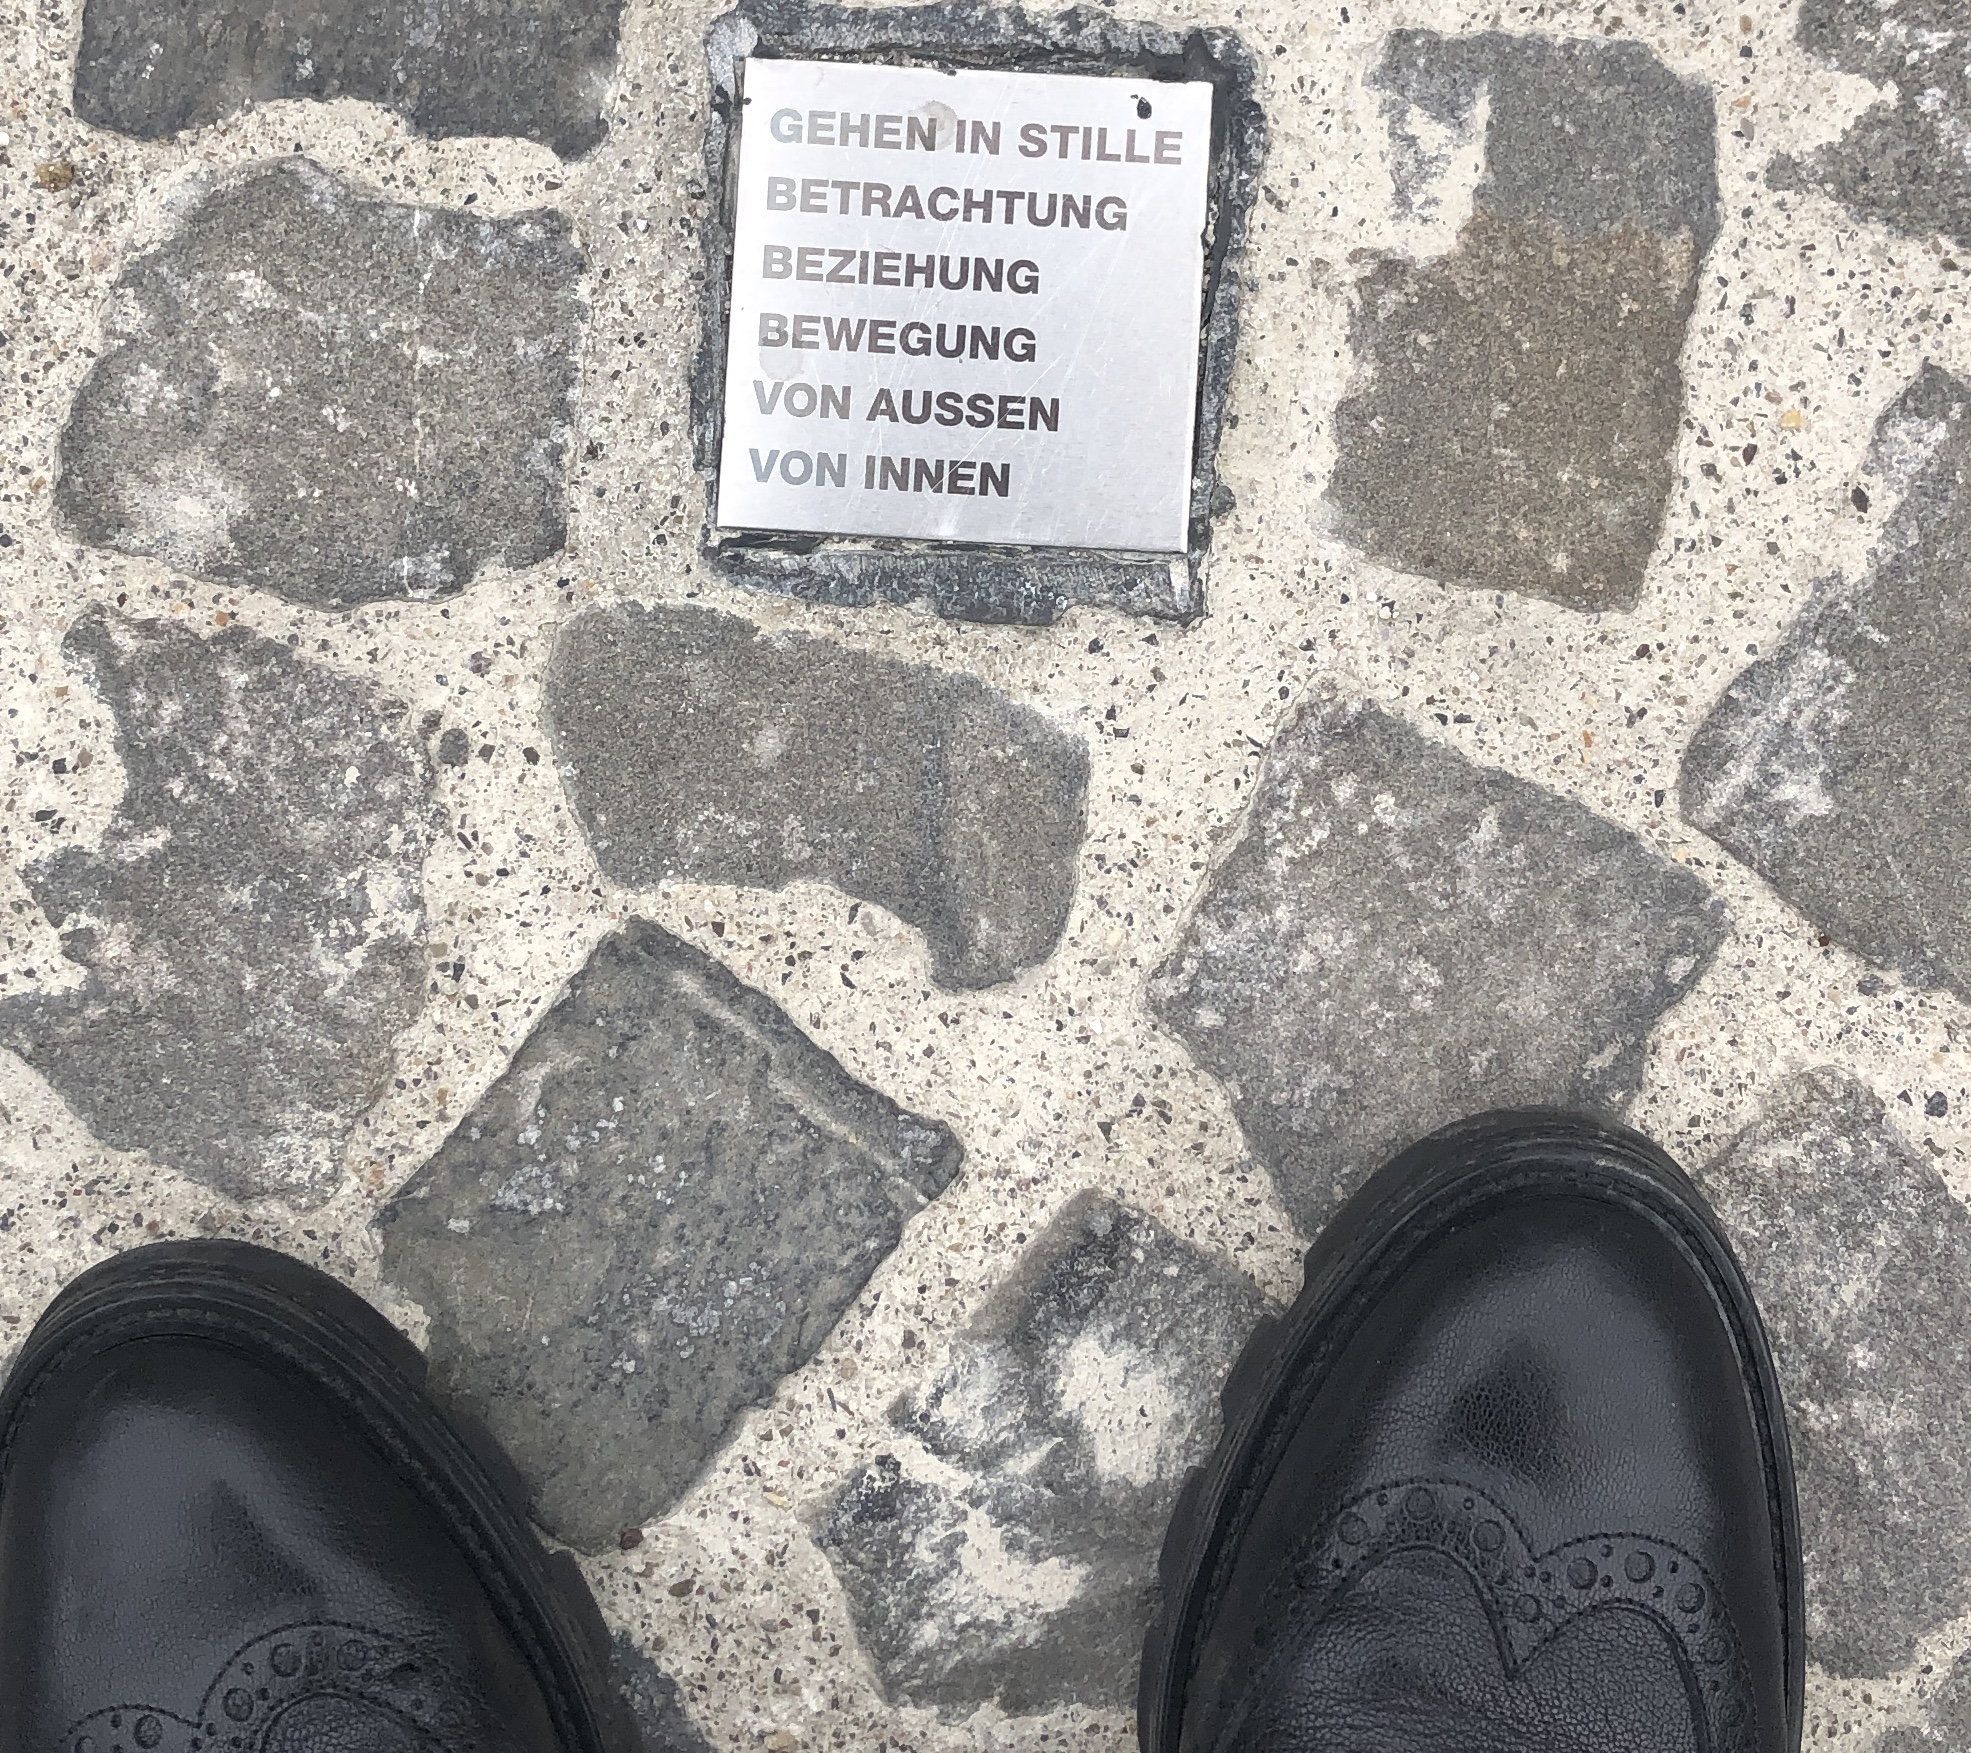 GEHEN IN STILLE
BETRACHTUNG
BEZIEHUNG
BEWEGUNG
VON AUSSEN
VON INNEN